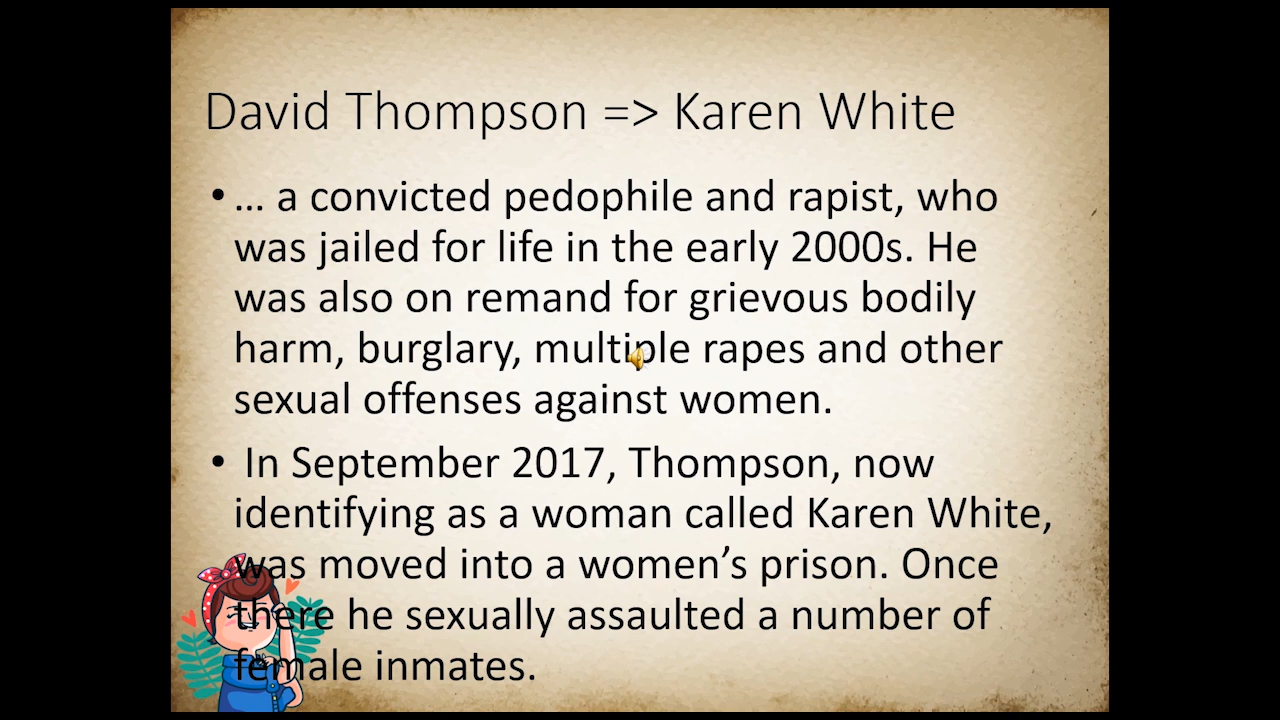 David Thompson => Karen White
• … a convicted pedophile and rapist, who
was jailed for life in the early 2000s. He
was also on remand for grievous bodily
harm, burglary, multiple rapes and other
sexual offenses against women.
• In September 2017, Thompson, now
identifying as a woman called Karen White,
was moved into a women’s prison. Once
there he sexually assaulted a number of
female inmates.